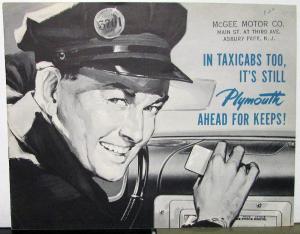 McGEE MOTOR CO.
MAIN ST. AT THIRD AVE.
ASBURY PARK, N. J.
IN TAXICABS TOO,
IT'S STILL
Plymouth
AHEAD FOR KEEPS!